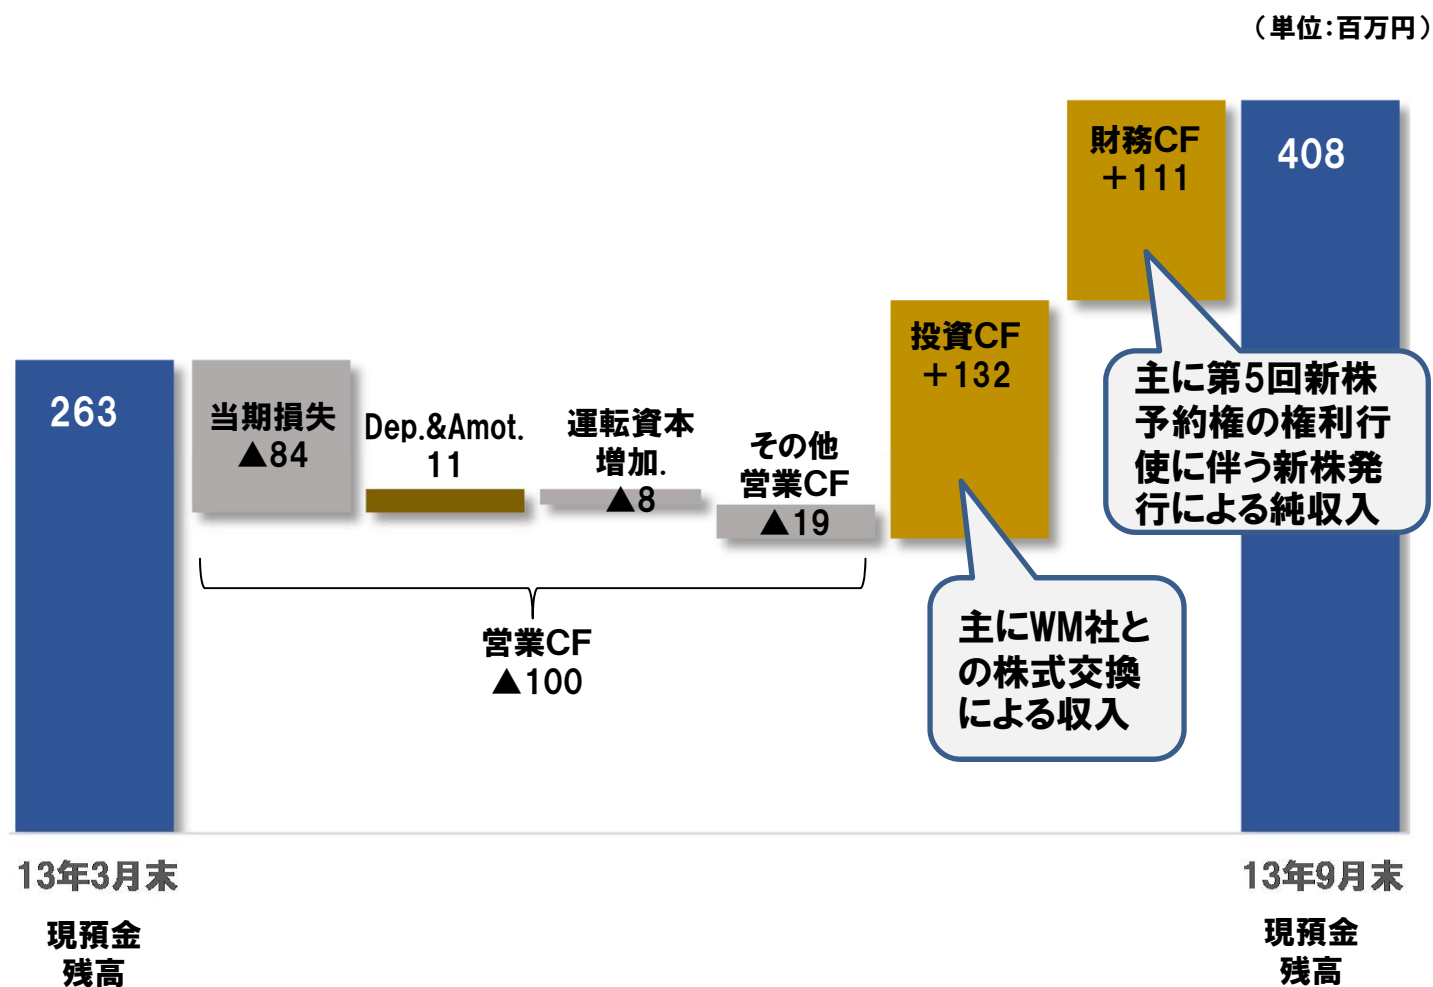 （単位：百万円）
財務CF
＋111
408
投資CF
＋132
263
当期損失
▲84
Dep.&Amot.
11
運転資本
増加.
▲8
その他
営業CF
▲19
主に第5回新株
予約権の権利行
使に伴う新株発
行による純収入
営業CF
▲100
主にWM社と
の株式交換
による収入
13年3月末
現預金
残高
13年9月末
現預金
残高